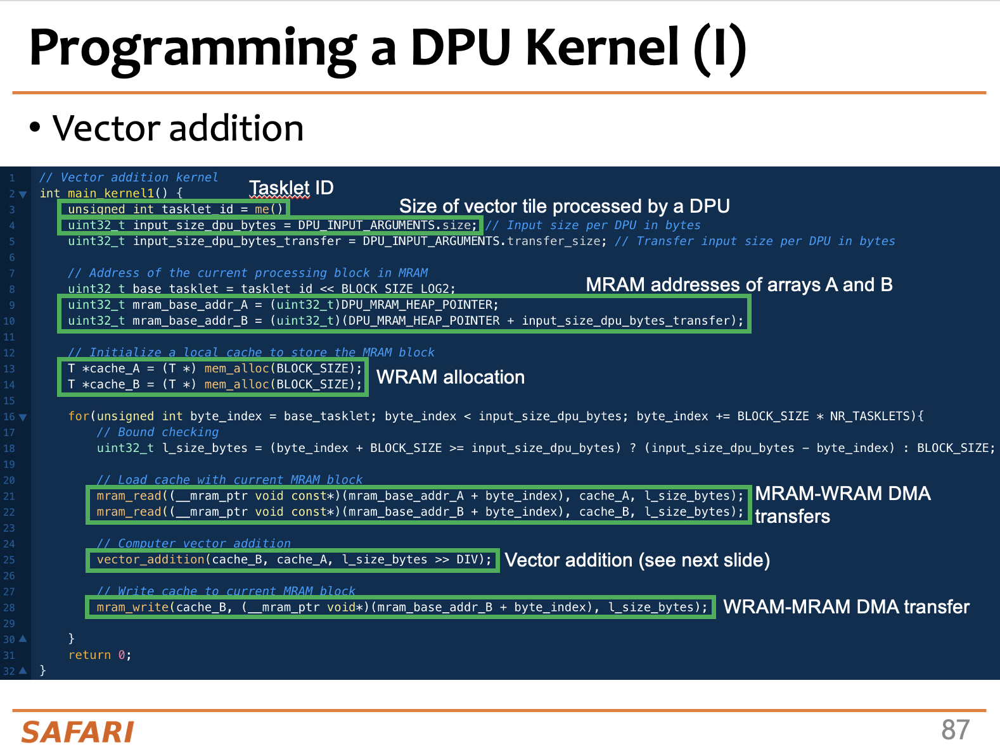 Programming a DPU Kernel (I)
• Vector addition
1 // Vector addition kernel
2 int main_kernel1() {
Tasklet ID
3 unsigned int tasklet_id = me()
Size of vector tile processed by a DPU
4 uint32_t input_size_dpu_bytes = DPU_INPUT_ARGUMENTS.size; // Input size per DPU in bytes
5 uint32_t input_size_dpu_bytes_transfer = DPU_INPUT_ARGUMENTS.transfer_size; // Transfer input size per DPU in bytes
6
7 // Address of the current processing block in MRAM
MRAM addresses of arrays A and B
8 uint32_t base_tasklet = tasklet_id << BLOCK_SIZE_LOG2;
9 uint32_t mram_base_addr_A = (uint32_t)DPU_MRAM_HEAP_POINTER;
10 uint32_t mram_base_addr_B = (uint32_t)(DPU_MRAM_HEAP_POINTER + input_size_dpu_bytes_transfer);
11
12 // Initialize a local cache to store the MRAM block
13 T *cache_A = (T *) mem_alloc(BLOCK_SIZE);
WRAM allocation
14 T *cache_B = (T *) mem_alloc(BLOCK_SIZE);
15
16 for(unsigned int byte_index = base_tasklet; byte_index < input_size_dpu_bytes; byte_index += BLOCK_SIZE * NR_TASKLETS){
17 // Bound checking
18 uint32_t l_size_bytes = (byte_index + BLOCK_SIZE >= input_size_dpu_bytes) ? (input_size_dpu_bytes - byte_index) : BLOCK_SIZE;
19
20 // Load cache with current MRAM block
21 mram_read((__mram_ptr void const*)(mram_base_addr_A + byte_index), cache_A, l_size_bytes);
22 mram_read((__mram_ptr void const*)(mram_base_addr_B + byte_index), cache_B, l_size_bytes);
MRAM-WRAM DMA
transfers
23
24 // Computer vector addition
25 vector_addition(cache_B, cache_A, l_size_bytes >> DIV);
Vector addition (see next slide)
26
27 // Write cache to current MRAM block
28 mram_write(cache_B, (__mram_ptr void*)(mram_base_addr_B + byte_index), l_size_bytes);
WRAM-MRAM DMA transfer
29
30 }
31 return 0;
32 }
SAFARI
87